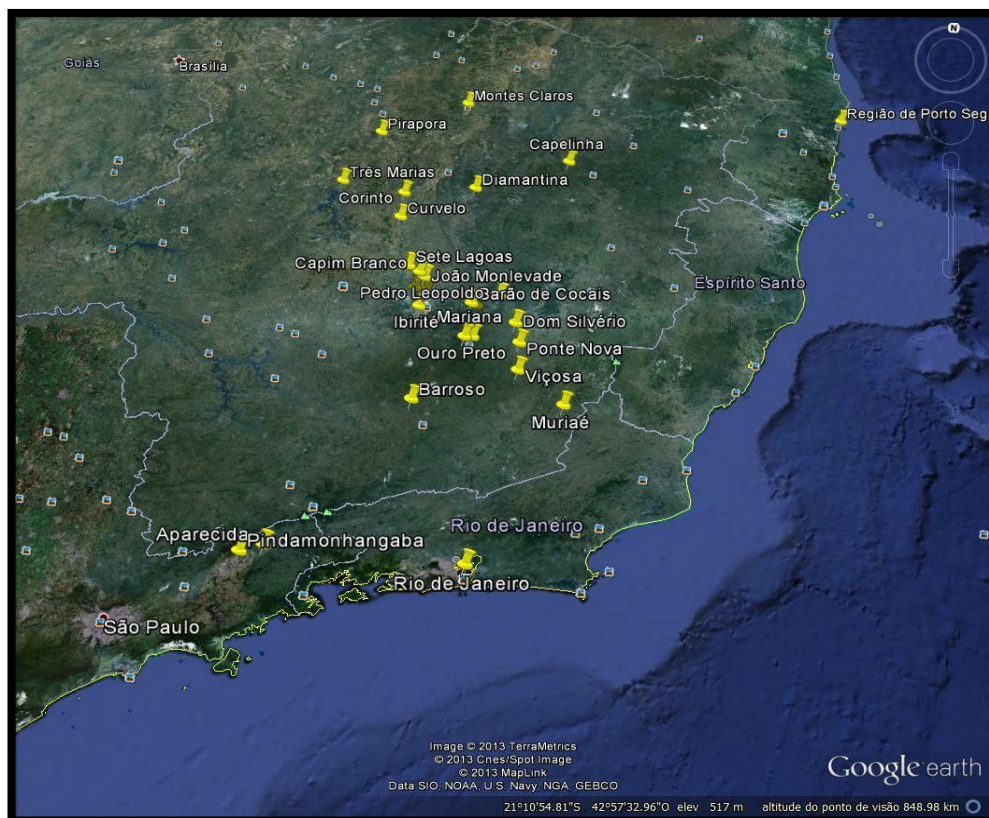 N
Goiás
Brasilia
Montes Claros
Região de Porto Seg
Pirapora
Capelinha
Três Marias
Diamantina
Corinto
Curvelo
Sete Lagoas
Capim Branco
João Monlevade
Espírito Santo
Pedro Leopoldo
Barão de Cocais
Mariana
Ibirité
Dom Silvério
Ouro Preto
Ponte Nova
Viçosa
Barroso
Muriaé
Rio de Janeiro
Aparecida
Pindamonhangaba
Rio de Janeiro
São Paulo
Image © 2013 TerraMetrics
© 2013 Cnes/Spot Image
© 2013 MapLink
Data SIO, NOAA, U.S. Navy, NGA, GEBCO
Google earth
21°10'54.81"S 42°57'32.96"O elev 517 m altitude do ponto de visão 848.98 km